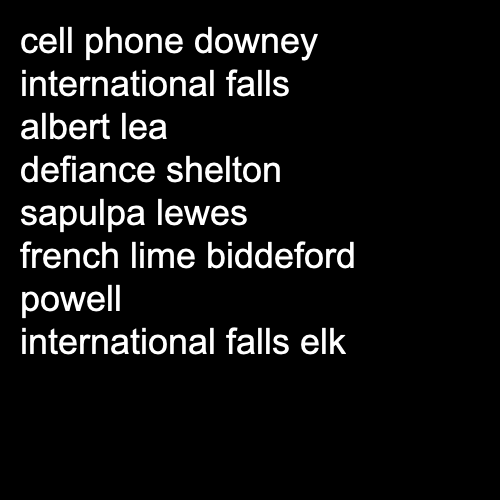 cell phone downey
international falls
albert lea
defiance shelton
sapulpa lewes
french lime biddeford
powell
international falls elk